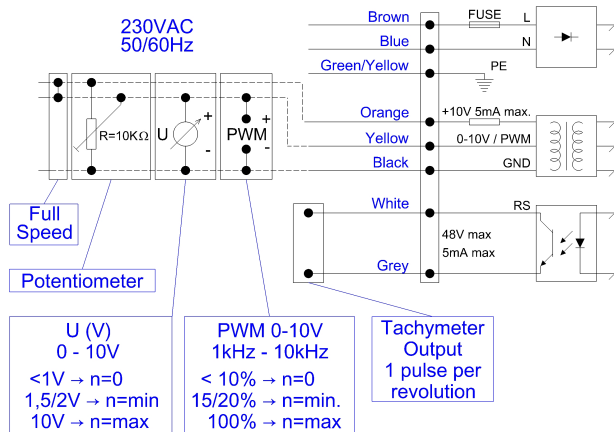 230VAC
50/60Hz
Brown
FUSE
L
Blue
N
Green/Yellow
PE
Orange
+10V 5mA max.
Yellow
0-10V / PWM
Black
GND
R=10KΩ
U
+
-
PWM
+
-
White
RS
48V max
5mA max
Grey
Full
Speed
Potentiometer
U (V)
0 - 10V
<1V → n=0
1,5/2V → n=min
10V → n=max
PWM 0-10V
1kHz - 10kHz
< 10% → n=0
15/20% → n=min.
100% → n=max
Tachymeter
Output
1 pulse per
revolution